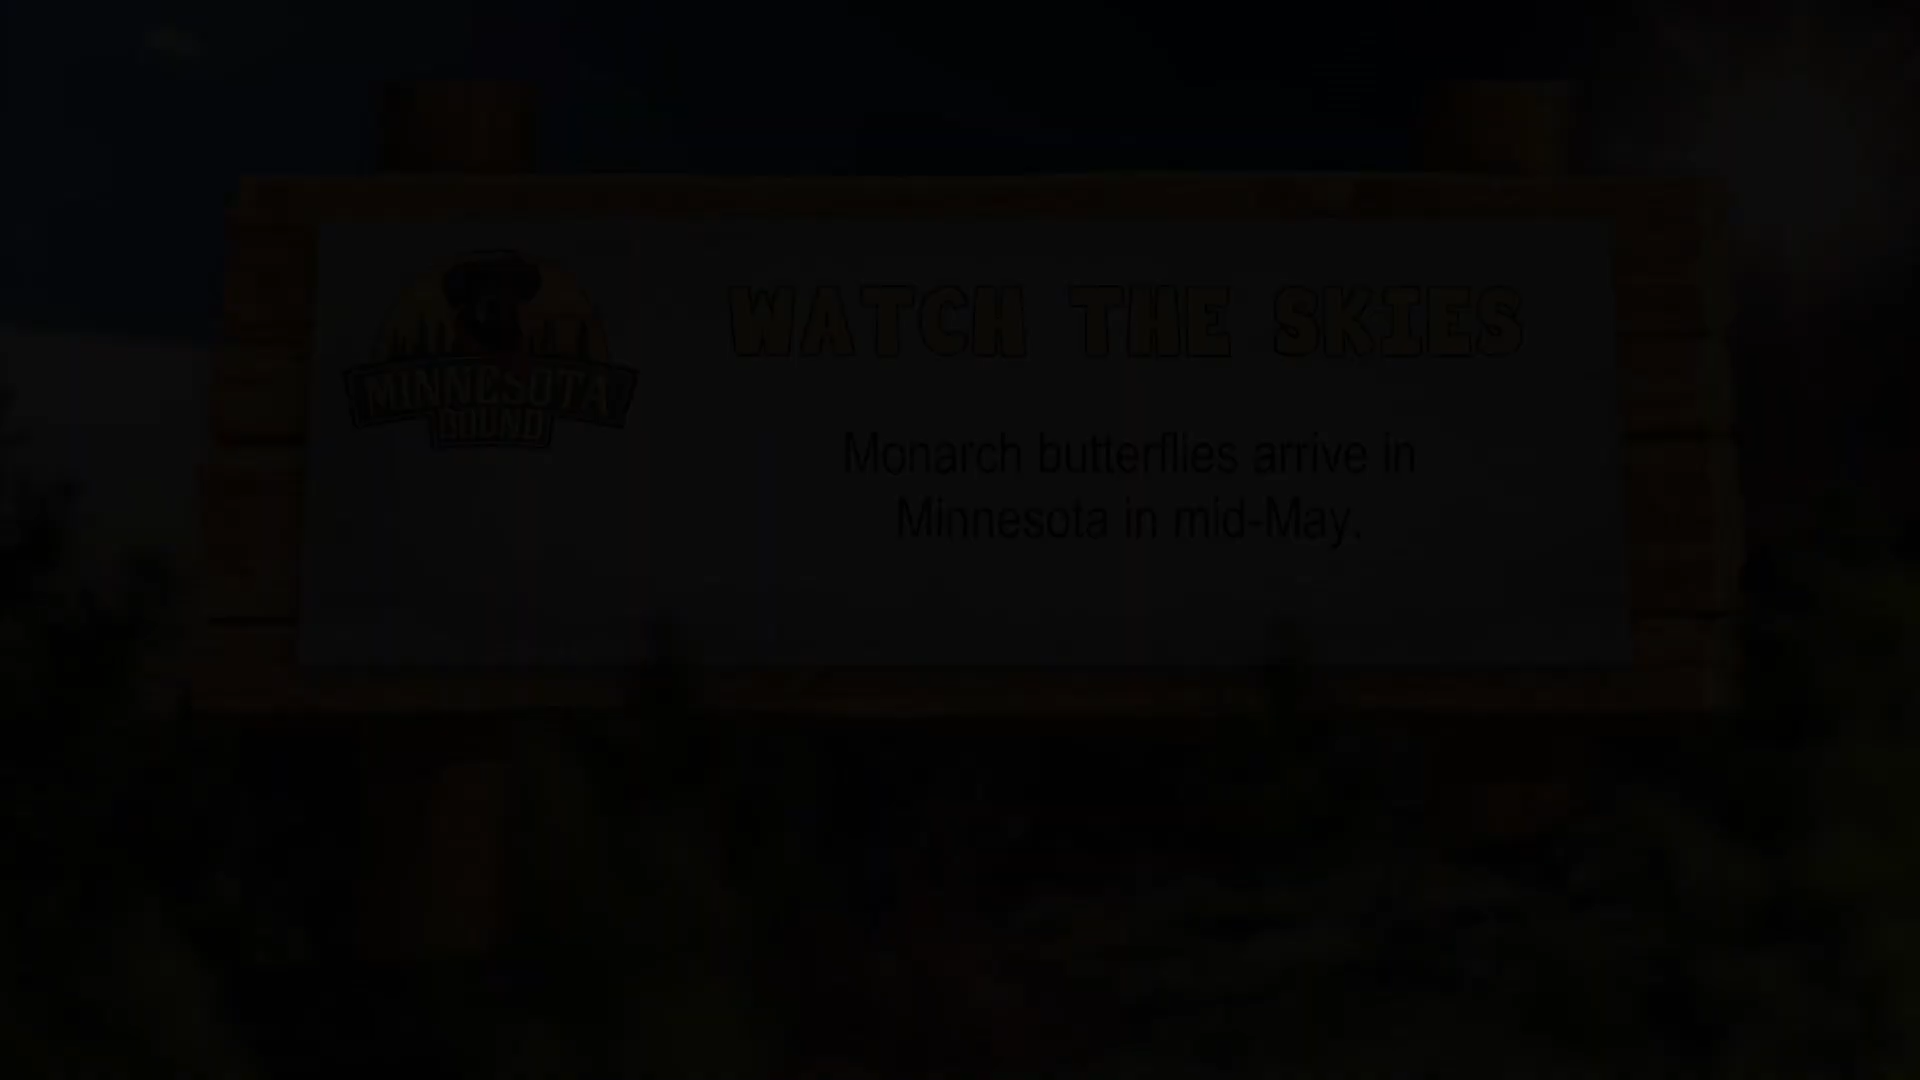 MINNESOTA
BOUND
WATCH THE SKIES
Monarch butterflies arrive in
Minnesota in mid-May.